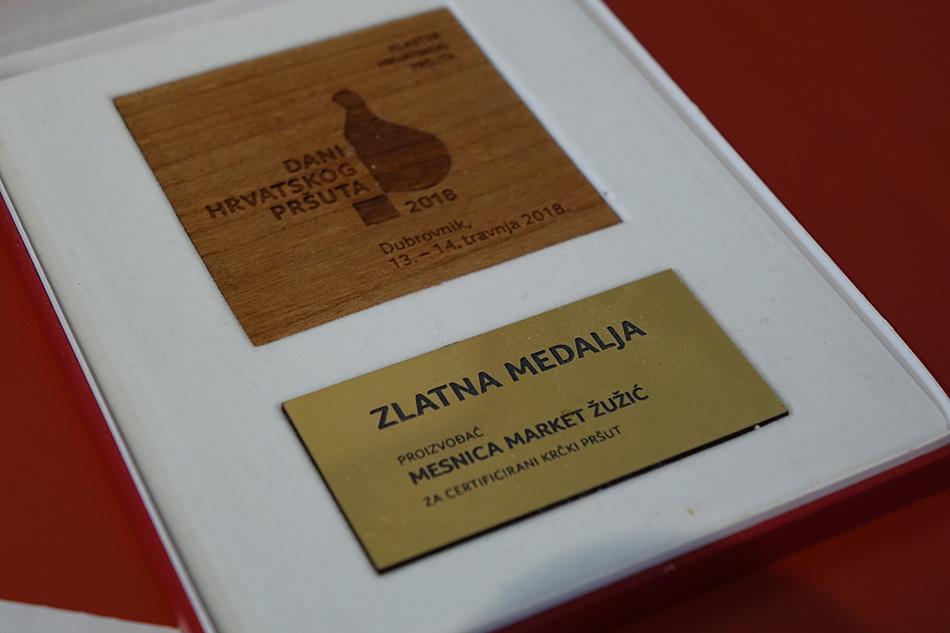 KLASTER
HRVATSKOG
PRŠUTA
DANI
HRVATSKOG
PRŠUTA
2018
Dubrovnik,
13. – 14. travnja 2018.
ZLATNA MEDALJA
PROIZVOĐAČ
MESNICA MARKET ŽUŽIĆ
ZA CERTIFICIRANI KRČKI PRŠUT